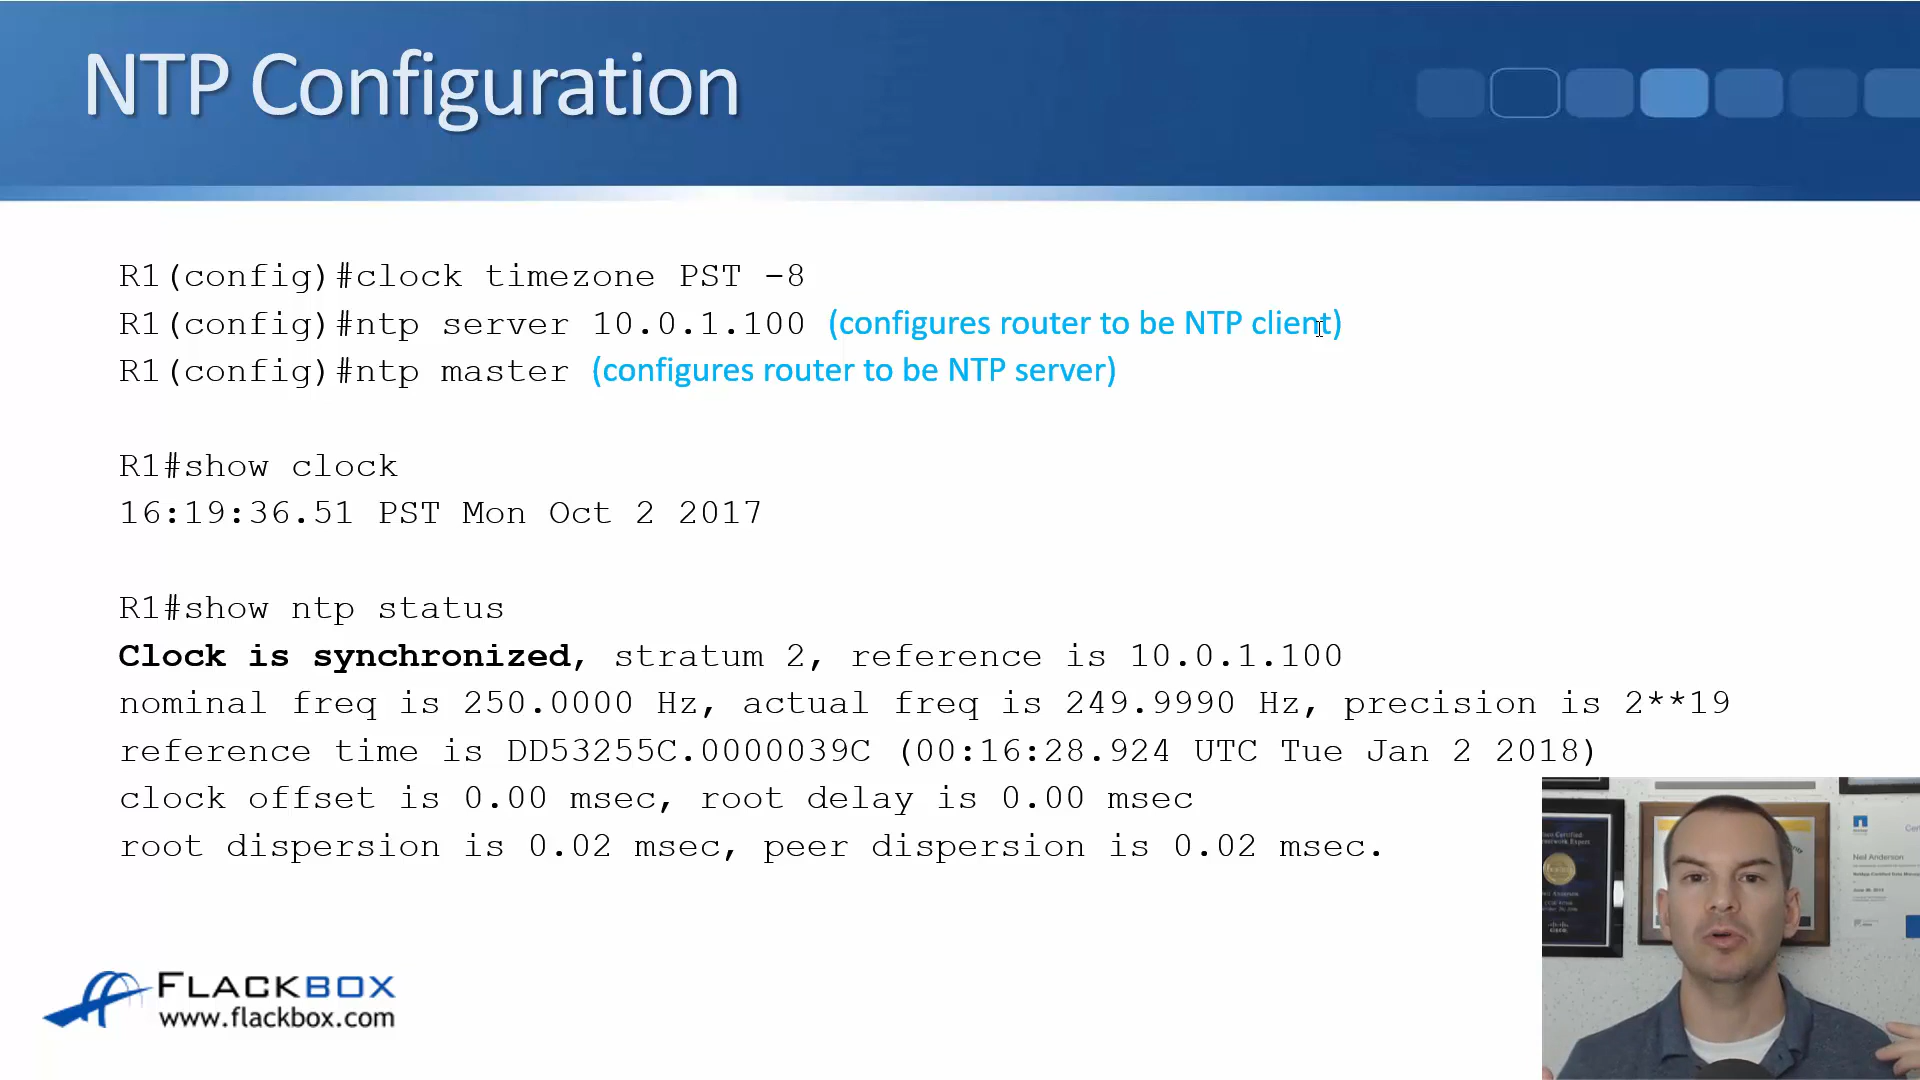 NTP Configuration
R1(config)#clock timezone PST -8
R1(config)#ntp server 10.0.1.100 (configures router to be NTP client)
R1(config)#ntp master (configures router to be NTP server)
R1#show clock
16:19:36.51 PST Mon Oct 2 2017
R1#show ntp status
Clock is synchronized, stratum 2, reference is 10.0.1.100
nominal freq is 250.0000 Hz, actual freq is 249.9990 Hz, precision is 2**19
reference time is DD53255C.0000039C (00:16:28.924 UTC Tue Jan 2 2018)
clock offset is 0.00 msec, root delay is 0.00 msec
root dispersion is 0.02 msec, peer dispersion is 0.02 msec.
FLACKBOX
www.flackbox.com
Neil Anderson